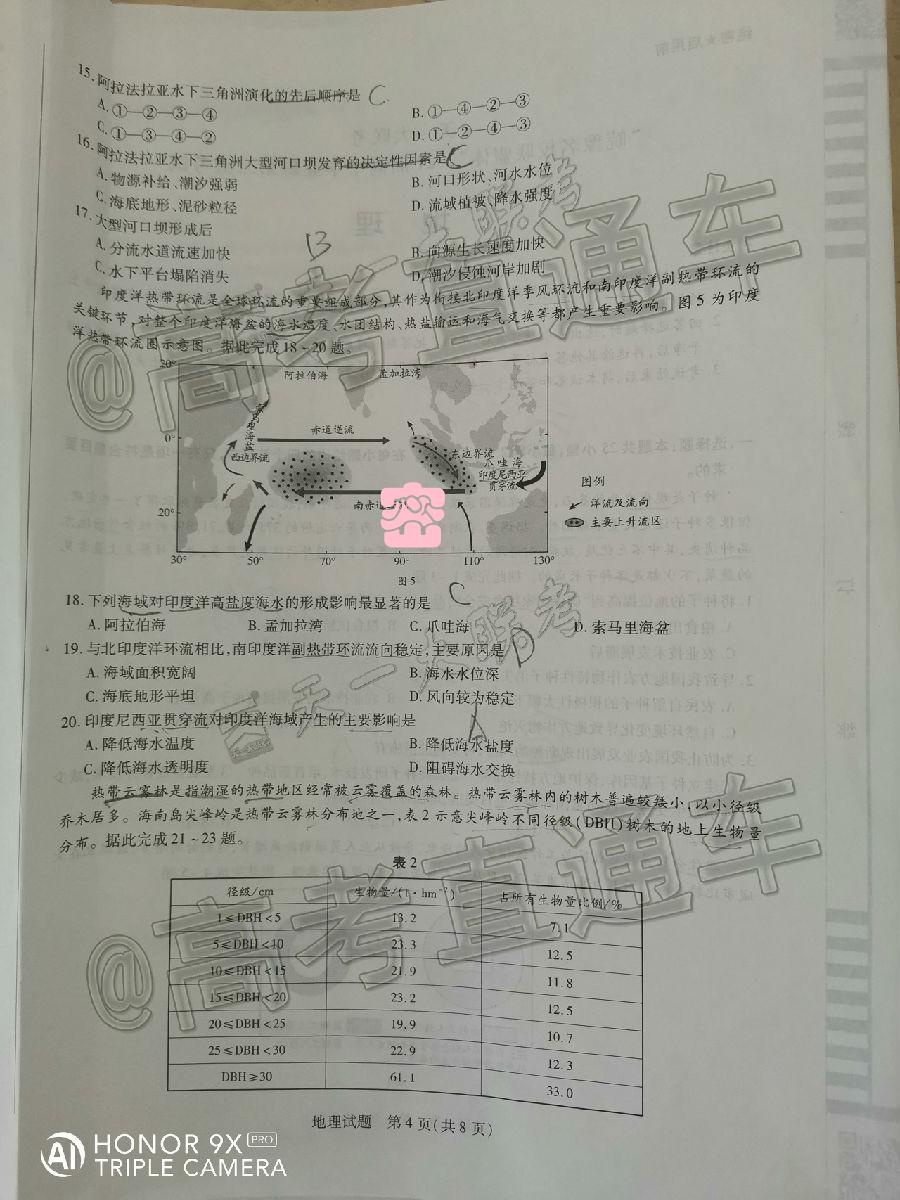 15. 阿拉法拉亚水下三角洲演化的先后顺序是 C
A. ①—②—③—④ B. ①—④—②—③
C. ①—③—④—② D. ①—②—④—③
16. 阿拉法拉亚水下三角洲大型河口坝发育的决定性因素是 C
A. 物源补给、潮汐强弱 B. 河口形状、河水水位
C. 海底地形、泥砂粒径 D. 流域植被、降水强度
17. 大型河口坝形成后 B
A. 分流水道流速加快 B. 向源生长速度加快
C. 水下平台塌陷消失 D. 潮汐侵蚀河岸加剧
印度洋热带环流是全球环流的重要组成部分,其作为衔接北印度洋季风环流和南印度洋副热带环流的
关键环节,对整个印度洋海盆的海水温度、水团结构、热盐输运和海气交换等都产生重要影响。图5为印度
洋热带环流圈示意图。据此完成18~20题。
20° 阿拉伯海 孟加拉湾
索马里海盆
赤道逆流
0°
西边界流 东边界流
爪哇海
印度尼西亚
贯穿流
图例
洋流及流向
南赤道
主要上升流区
20°
30° 50° 70° 90° 110° 130°
图5
18. 下列海域对印度洋高盐度海水的形成影响最显著的是 C
A. 阿拉伯海 B. 孟加拉湾 C. 爪哇海 D. 索马里海盆
19. 与北印度洋环流相比,南印度洋副热带环流流向稳定,主要原因是 D
A. 海域面积宽阔 B. 海水水位深
C. 海底地形平坦 D. 风向较为稳定
20. 印度尼西亚贯穿流对印度洋海域产生的主要影响是 A
A. 降低海水温度 B. 降低海水盐度
C. 降低海水透明度 D. 阻碍海水交换
热带云雾林是指潮湿的热带地区经常被云雾覆盖的森林。热带云雾林内的树木普遍较矮小,以小径级
乔木居多。海南岛尖峰岭是热带云雾林分布地之一,表2示意尖峰岭不同径级(DBH)树木的地上生物量
分布。据此完成21~23题。
表2
径级/cm 生物量/(t·hm⁻²) 占所有生物量比例/%
1≤DBH<5 13.2 7.1
5≤DBH<10 23.3 12.5
10≤DBH<15 21.9 11.8
15≤DBH<20 23.2 12.5
20≤DBH<25 19.9 10.7
25≤DBH<30 22.9 12.3
DBH≥30 61.1 33.0
地理试题 第4页(共8页)
@高考直通车
天一大联考
@高考直通车
HONOR 9X PRO
AI TRIPLE CAMERA